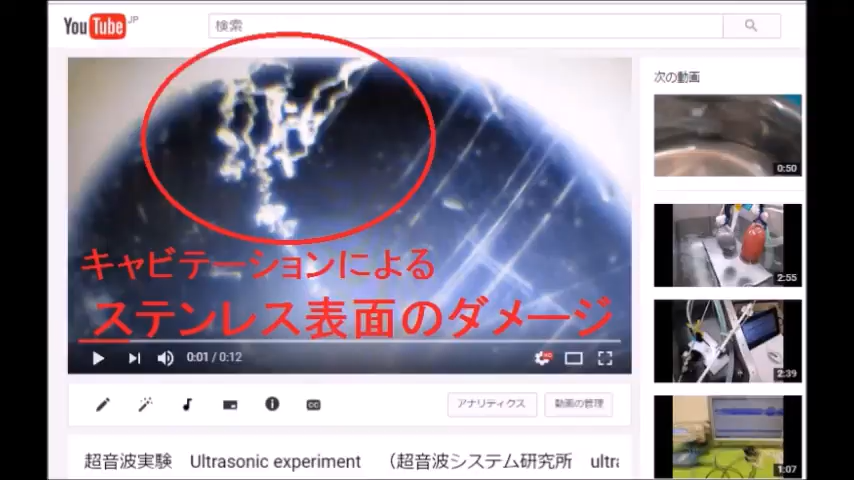 YouTube JP
検索
次の動画
0:50
キャビテーションによる
ステンレス表面のダメージ
2:55
0:01 / 0:12
2:39
アナリティクス
動画の管理
1:07
超音波実験 Ultrasonic experiment （超音波システム研究所 ultra